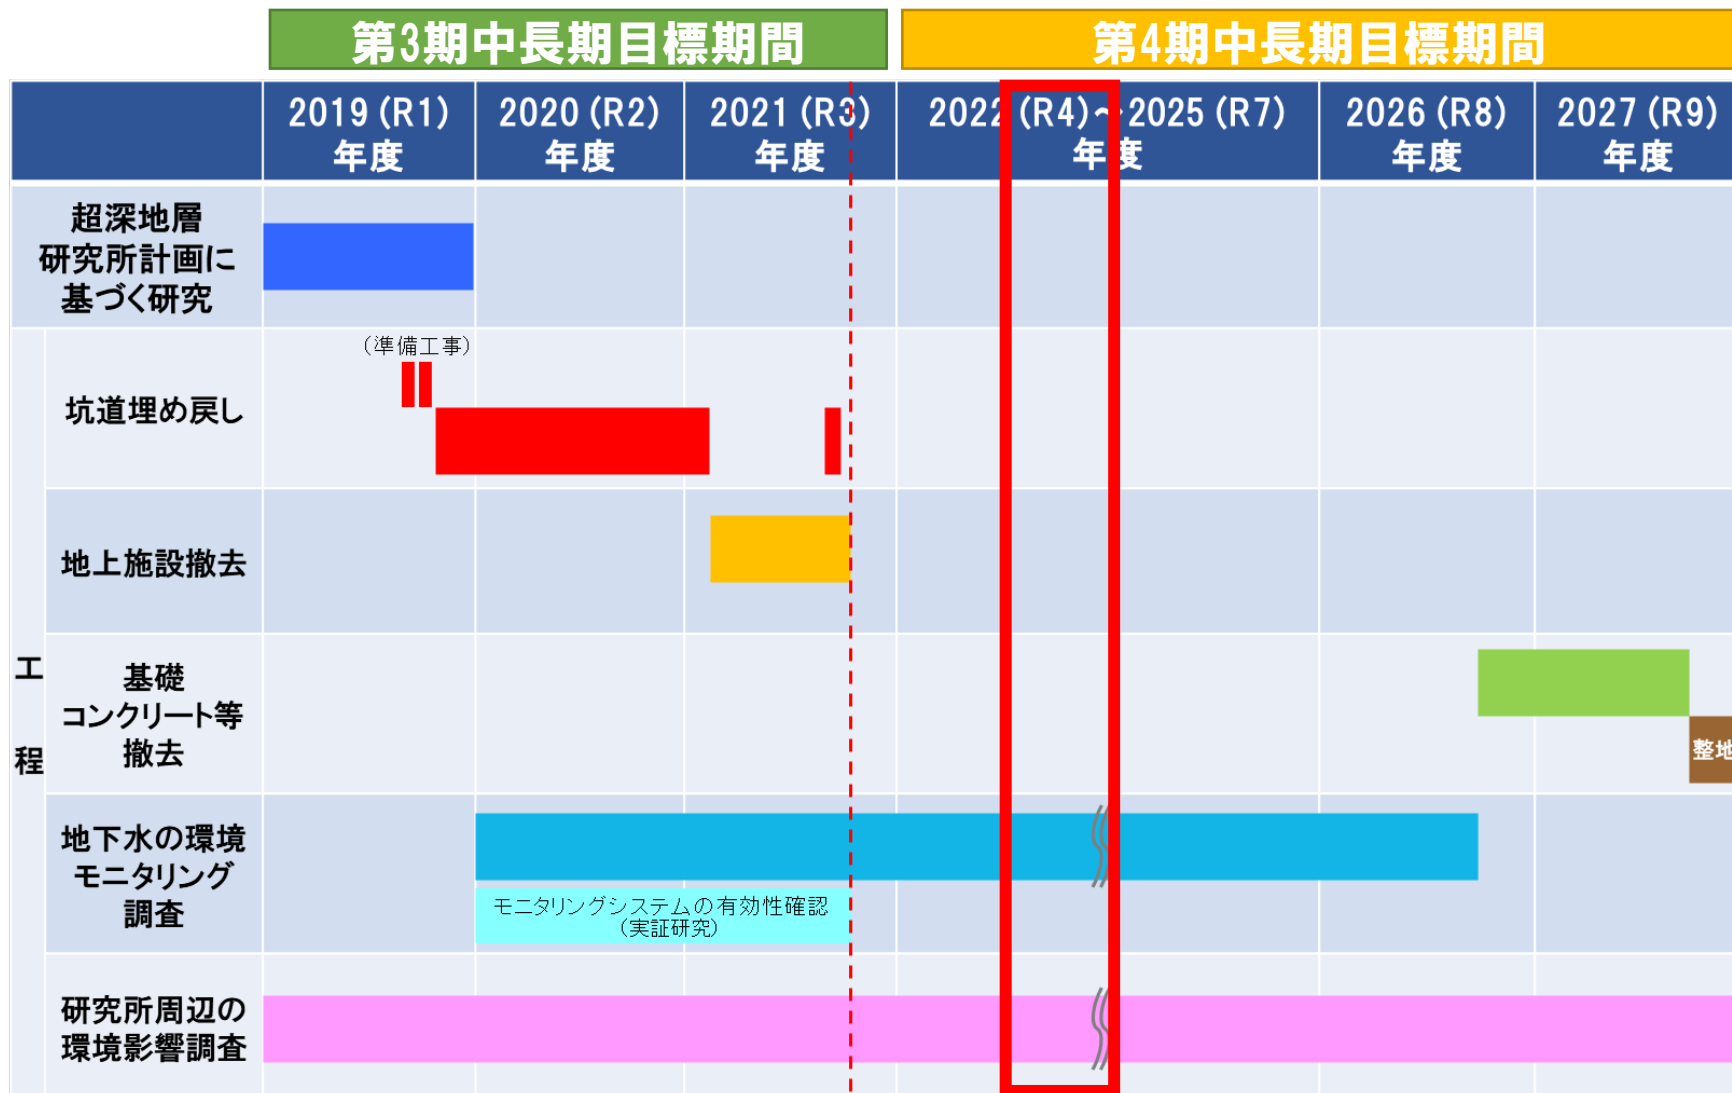 第3期中長期目標期間
第4期中長期目標期間
2019(R1)
年度
2020(R2)
年度
2021(R3)
年度
2022(R4)~2025(R7)
年度
2026(R8)
年度
2027(R9)
年度
超深地層
研究所計画に
基づく研究
工
程
坑道埋め戻し
(準備工事)
地上施設撤去
基礎
コンクリート等
撤去
整地
地下水の環境
モニタリング
調査
モニタリングシステムの有効性確認
(実証研究)
研究所周辺の
環境影響調査